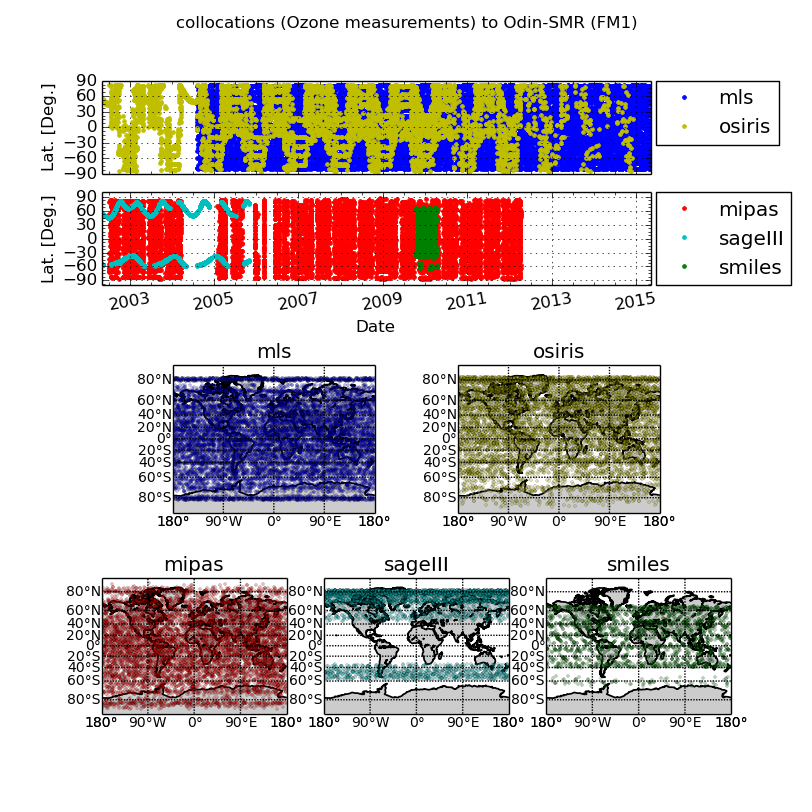 collocations (Ozone measurements) to Odin-SMR (FM1)
Lat. [Deg.]
90
60
30
0
−30
−60
−90
mls
osiris
Lat. [Deg.]
90
60
30
0
−30
−60
−90
mipas
sageIII
smiles
2003 2005 2007 2009 2011 2013 2015
Date
mls
80°N
60°N
40°N
20°N
0°
20°S
40°S
60°S
80°S
180° 90°W 0° 90°E 180°
osiris
80°N
60°N
40°N
20°N
0°
20°S
40°S
60°S
80°S
180° 90°W 0° 90°E 180°
mipas
80°N
60°N
40°N
20°N
0°
20°S
40°S
60°S
80°S
180° 90°W 0° 90°E 180°
sageIII
80°N
60°N
40°N
20°N
0°
20°S
40°S
60°S
80°S
180° 90°W 0° 90°E 180°
smiles
80°N
60°N
40°N
20°N
0°
20°S
40°S
60°S
80°S
180° 90°W 0° 90°E 180°